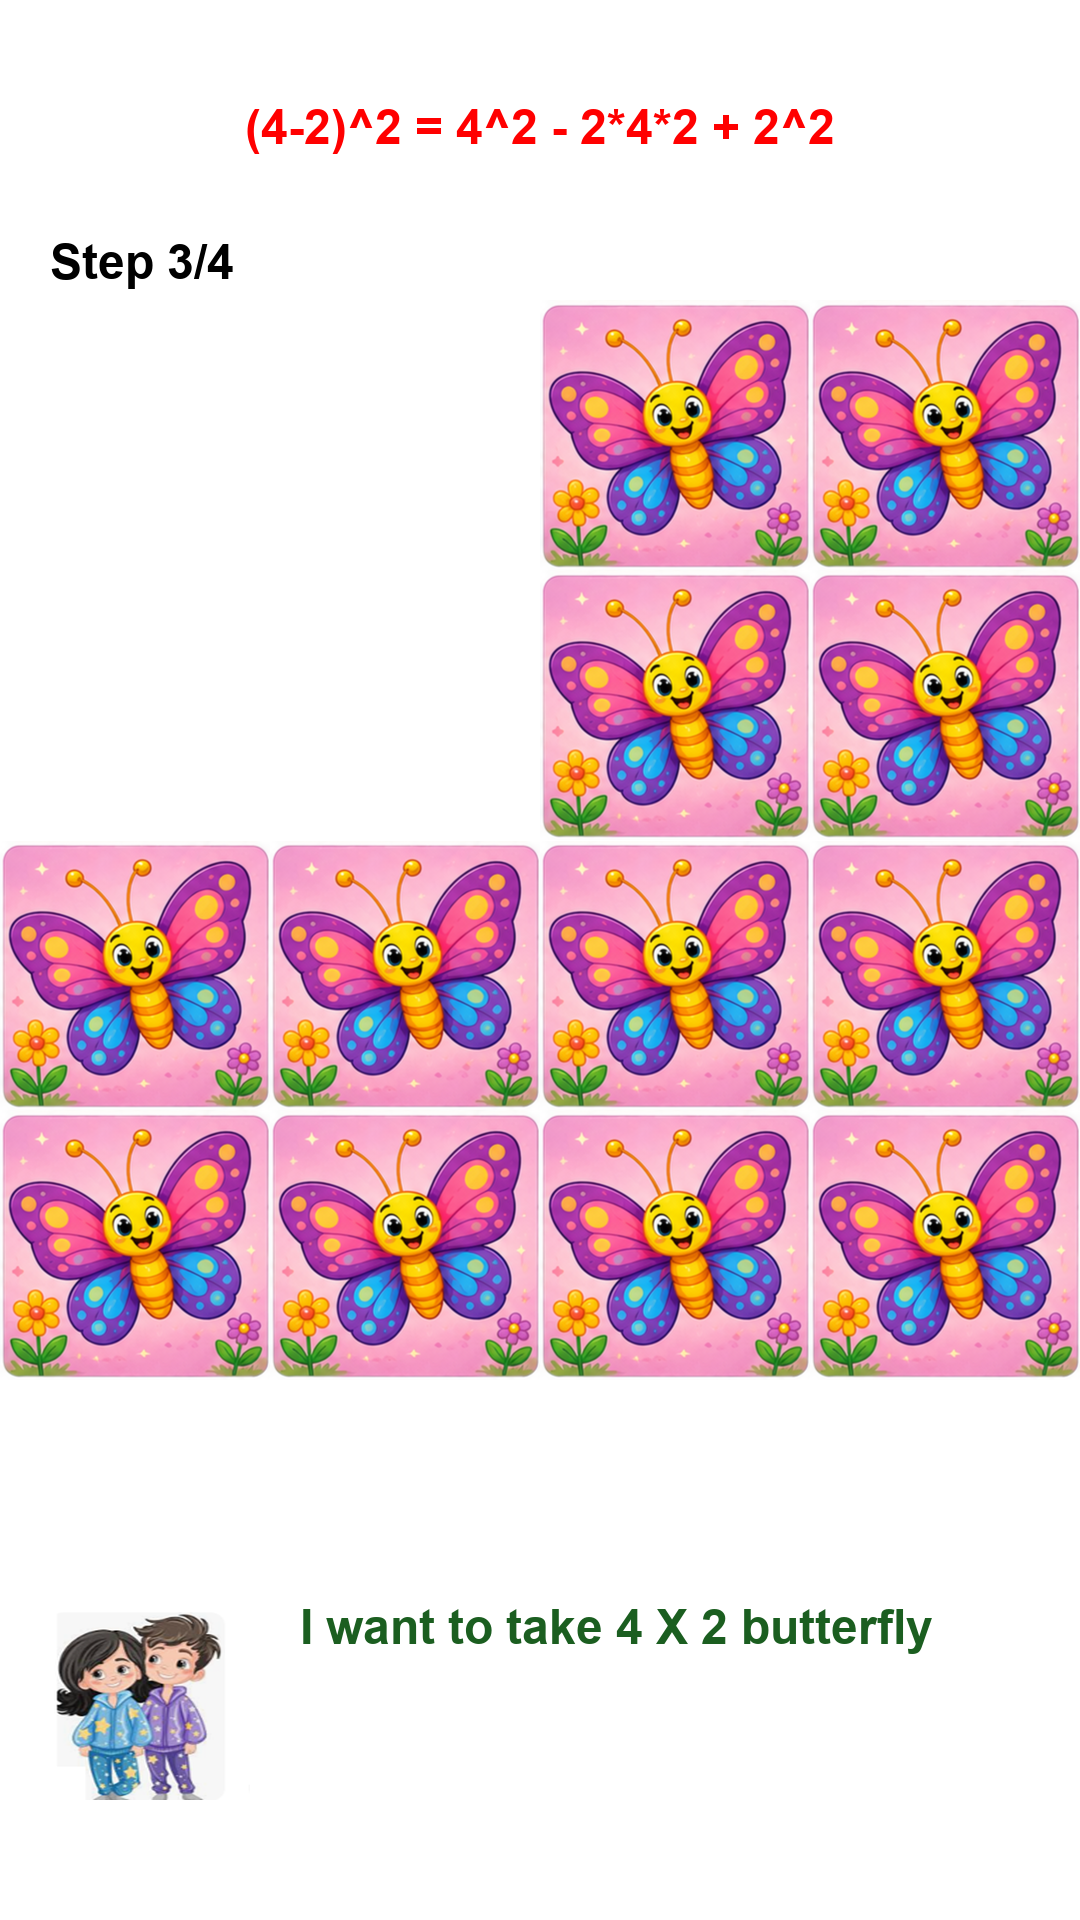 (4-2)^2 = 4^2 - 2*4*2 + 2^2
Step 3/4
I want to take 4 X 2 butterfly